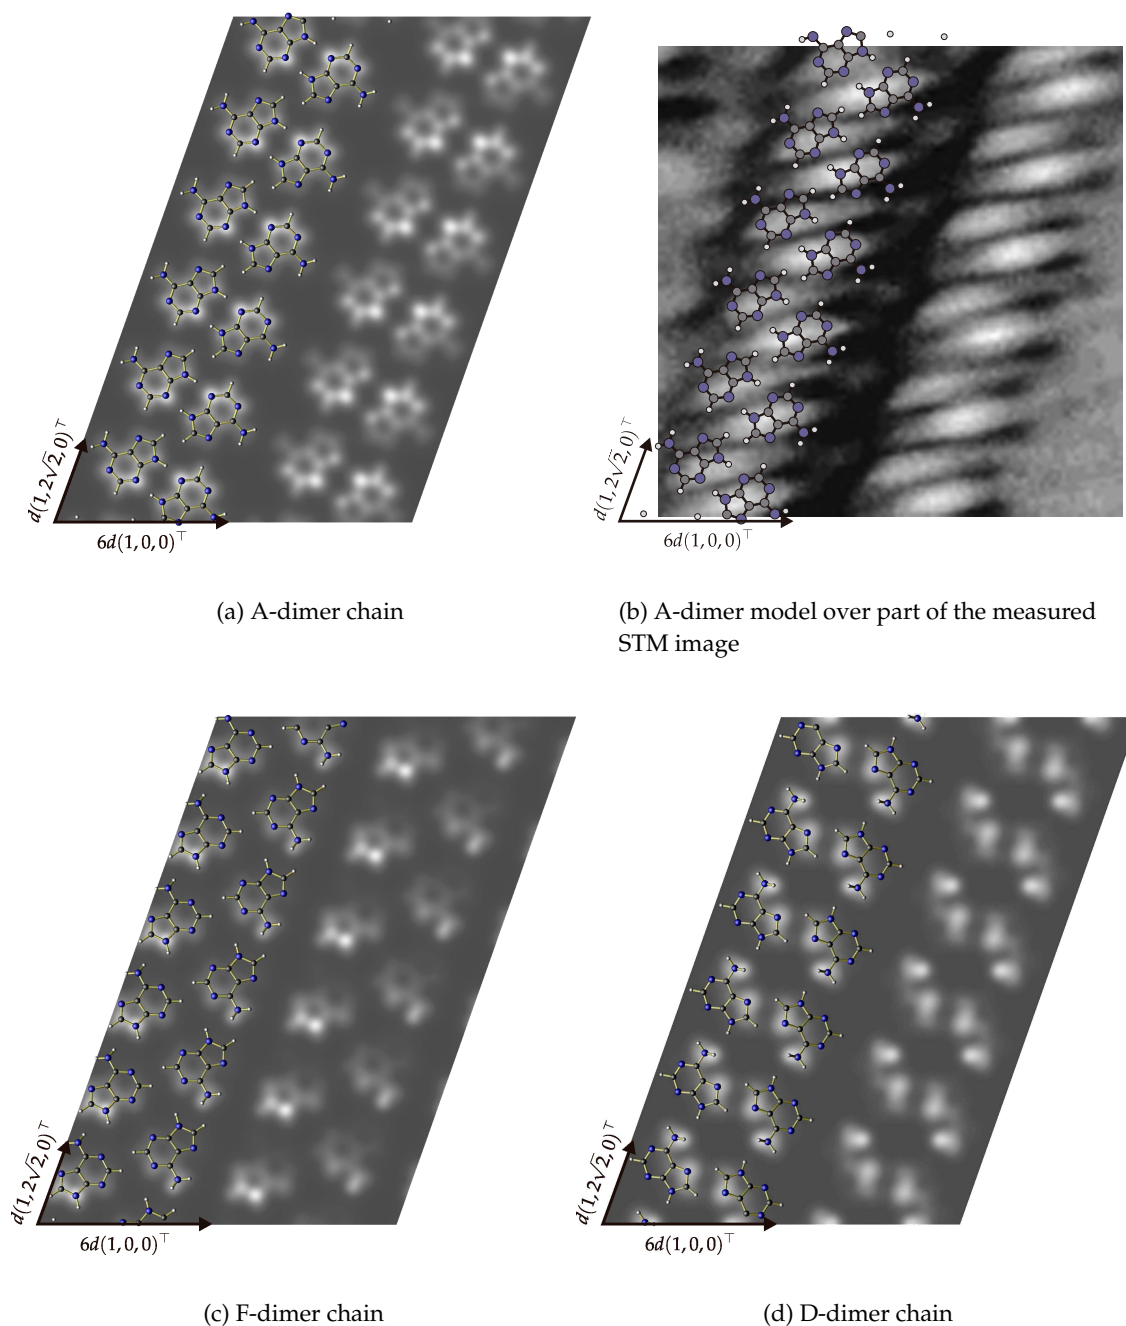 d(1, 2√2, 0)⊤
6d(1, 0, 0)⊤
d(1, 2√2, 0)⊤
6d(1, 0, 0)⊤
(a) A-dimer chain
(b) A-dimer model over part of the measured
STM image
d(1, 2√2, 0)⊤
6d(1, 0, 0)⊤
d(1, 2√2, 0)⊤
6d(1, 0, 0)⊤
(c) F-dimer chain
(d) D-dimer chain